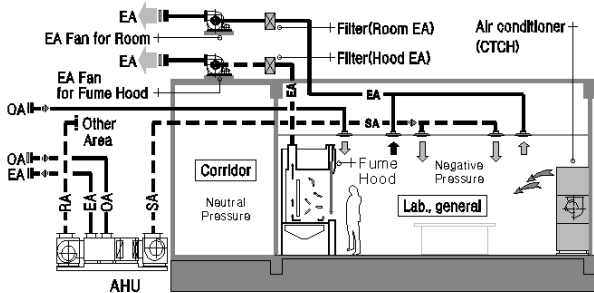 EA
Filter(Room EA)
Air conditioner
(CTCH)
EA Fan for Room
EA
Filter(Hood EA)
EA Fan
for Fume Hood
EA
EA
OA
SA
Other
Area
OA
EA
Corridor
Fume
Hood
Negative
Pressure
Neutral
Pressure
Lab., general
RA
EA
OA
SA
AHU